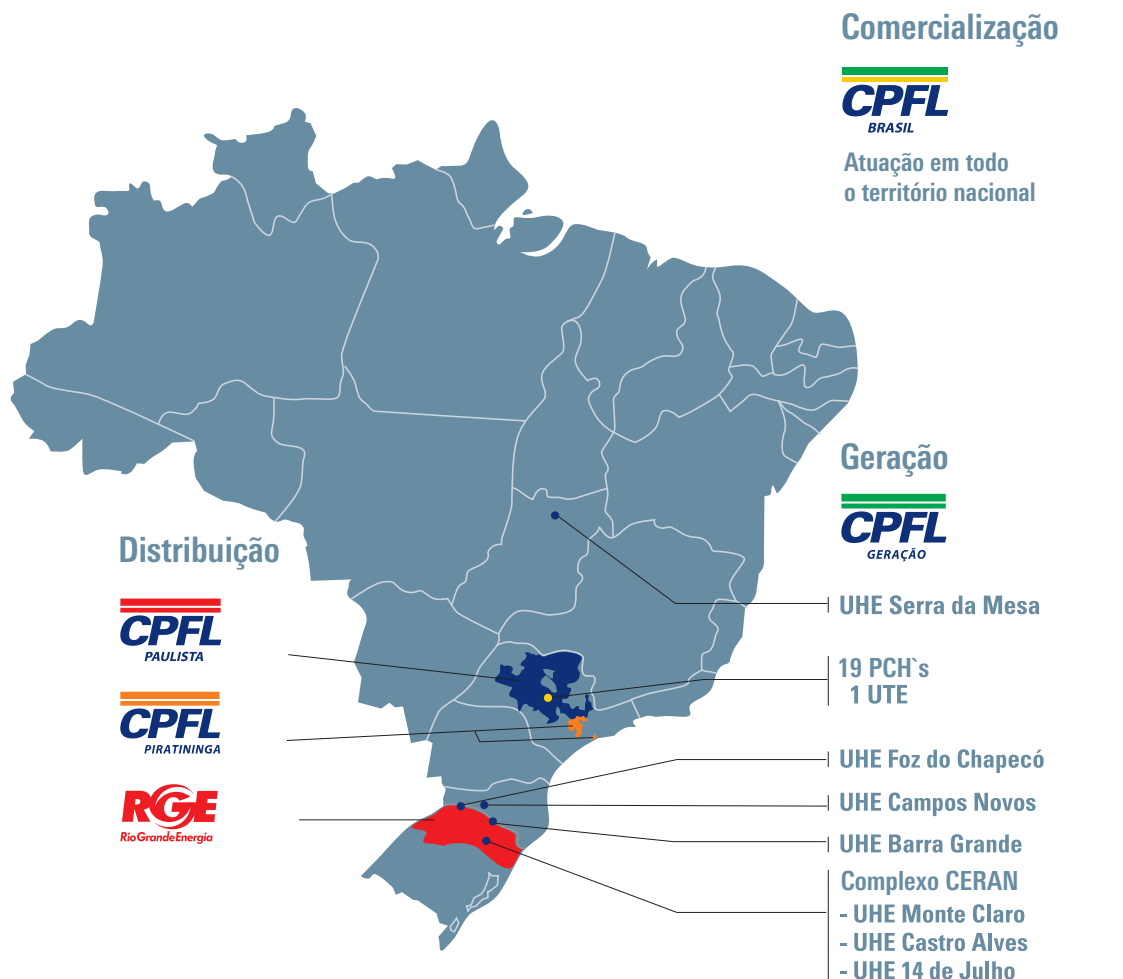 Comercialização
CPFL
BRASIL
Atuação em todo
o território nacional
Geração
CPFL
GERAÇÃO
UHE Serra da Mesa
19 PCH`s
1 UTE
UHE Foz do Chapecó
UHE Campos Novos
UHE Barra Grande
Complexo CERAN
- UHE Monte Claro
- UHE Castro Alves
- UHE 14 de Julho
Distribuição
CPFL
PAULISTA
CPFL
PIRATININGA
RGE
Rio Grande Energia